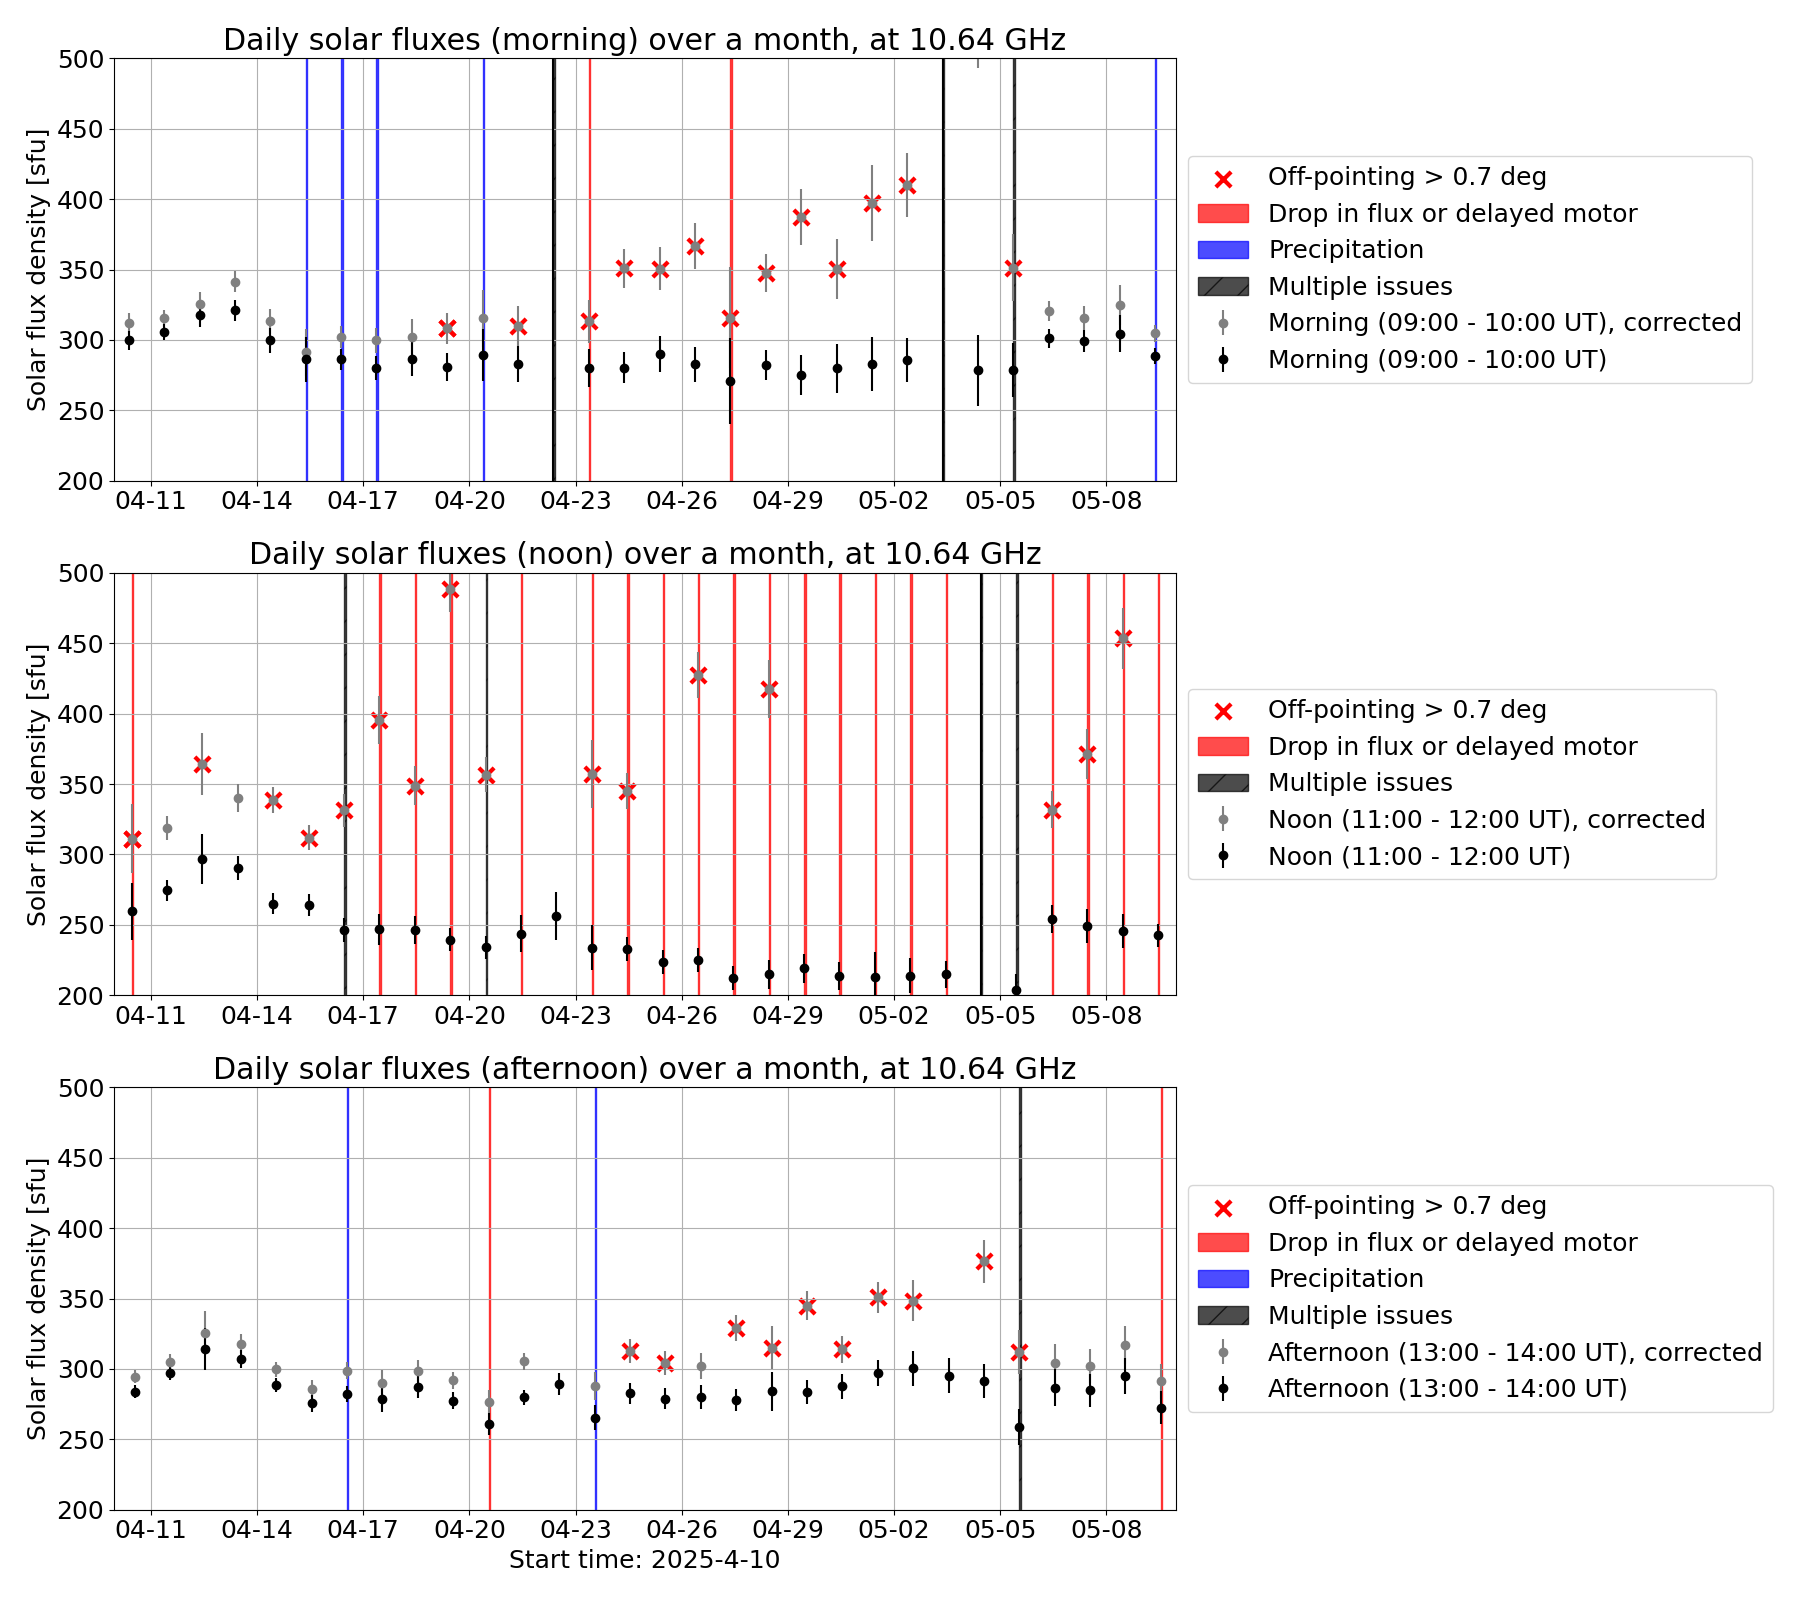 Daily solar fluxes (morning) over a month, at 10.64 GHz
Solar flux density [sfu]
500
450
400
350
300
250
200
04-11 04-14 04-17 04-20 04-23 04-26 04-29 05-02 05-05 05-08
Off-pointing > 0.7 deg
Drop in flux or delayed motor
Precipitation
Multiple issues
Morning (09:00 - 10:00 UT), corrected
Morning (09:00 - 10:00 UT)
Daily solar fluxes (noon) over a month, at 10.64 GHz
Solar flux density [sfu]
500
450
400
350
300
250
200
04-11 04-14 04-17 04-20 04-23 04-26 04-29 05-02 05-05 05-08
Off-pointing > 0.7 deg
Drop in flux or delayed motor
Multiple issues
Noon (11:00 - 12:00 UT), corrected
Noon (11:00 - 12:00 UT)
Daily solar fluxes (afternoon) over a month, at 10.64 GHz
Solar flux density [sfu]
500
450
400
350
300
250
200
04-11 04-14 04-17 04-20 04-23 04-26 04-29 05-02 05-05 05-08
Start time: 2025-4-10
Off-pointing > 0.7 deg
Drop in flux or delayed motor
Precipitation
Multiple issues
Afternoon (13:00 - 14:00 UT), corrected
Afternoon (13:00 - 14:00 UT)